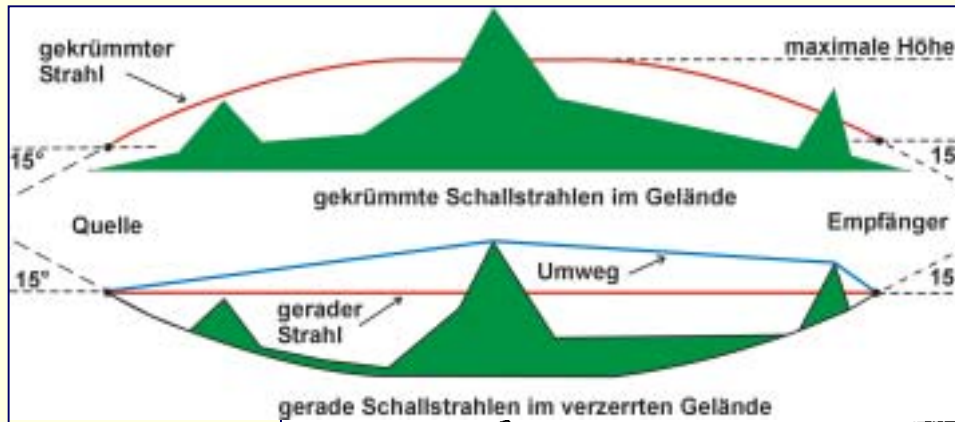 gekrümmter
Strahl
maximale Höhe
15°
15
gekrümmte Schallstrahlen im Gelände
Quelle
Empfänger
15°
Umweg
15
gerader
Strahl
gerade Schallstrahlen im verzerrten Gelände